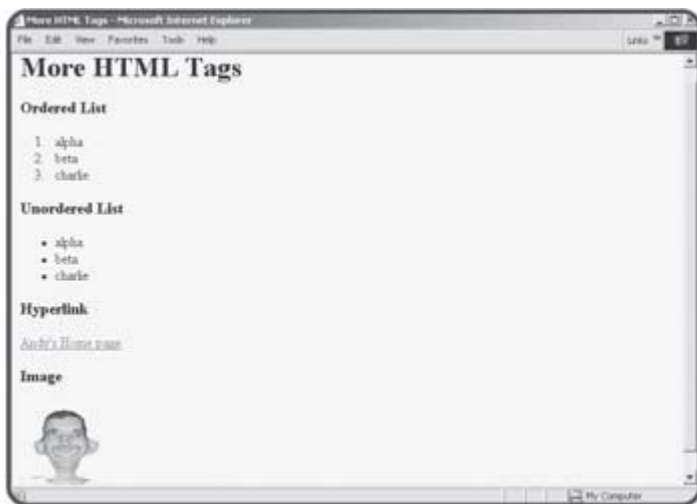 More HTML Tags - Microsoft Internet Explorer
File Edit View Favorites Tools Help Links
More HTML Tags
Ordered List
1. alpha
2. beta
3. charlie
Unordered List
• alpha
• beta
• charlie
Hyperlink
Andy's Home page
Image
My Computer